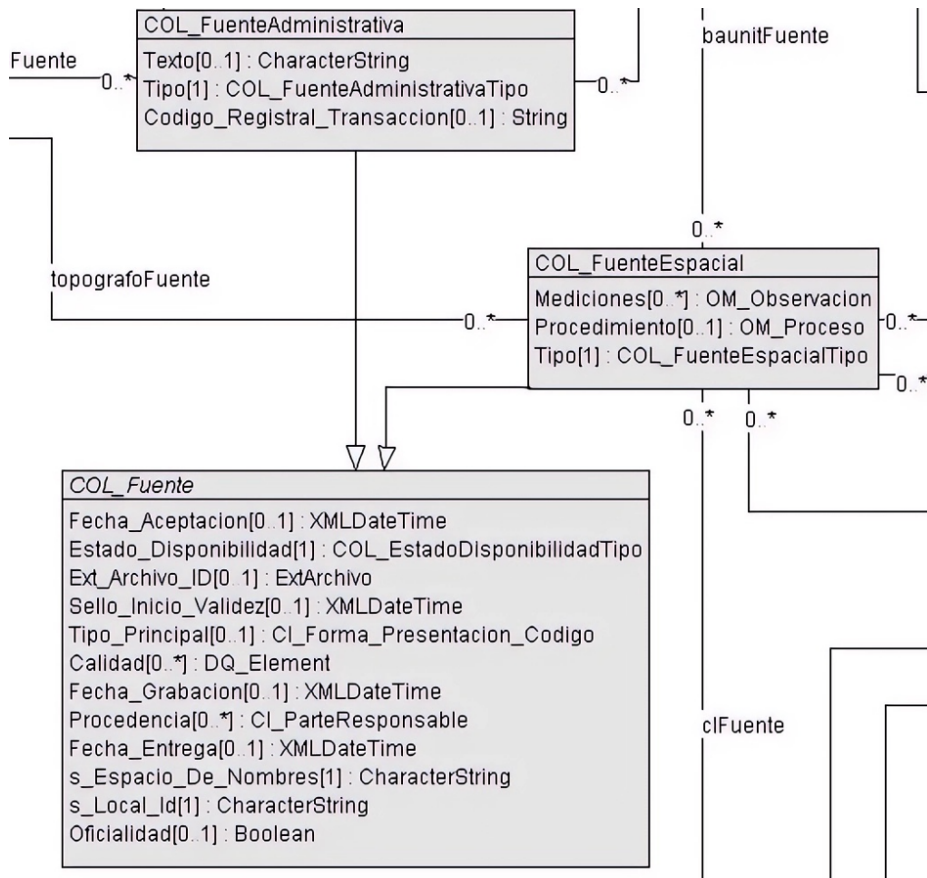 COL_FuenteAdministrativa
Texto[0..1] : CharacterString
Tipo[1] : COL_FuenteAdministrativaTipo
Codigo_Registral_Transaccion[0..1] : String
Fuente
0..*
0..*
baunitFuente
0..*
topografoFuente
0..*
COL_FuenteEspacial
Mediciones[0..*] : OM_Observacion
Procedimiento[0..1] : OM_Proceso
Tipo[1] : COL_FuenteEspacialTipo
0..*
0..*
0..*
0..*
COL_Fuente
Fecha_Aceptacion[0..1] : XMLDateTime
Estado_Disponibilidad[1] : COL_EstadoDisponibilidadTipo
Ext_Archivo_ID[0..1] : ExtArchivo
Sello_Inicio_Validez[0..1] : XMLDateTime
Tipo_Principal[0..1] : CI_Forma_Presentacion_Codigo
Calidad[0..*] : DQ_Element
Fecha_Grabacion[0..1] : XMLDateTime
Procedencia[0..*] : CI_ParteResponsable
Fecha_Entrega[0..1] : XMLDateTime
s_Espacio_De_Nombres[1] : CharacterString
s_Local_Id[1] : CharacterString
Oficialidad[0..1] : Boolean
clFuente